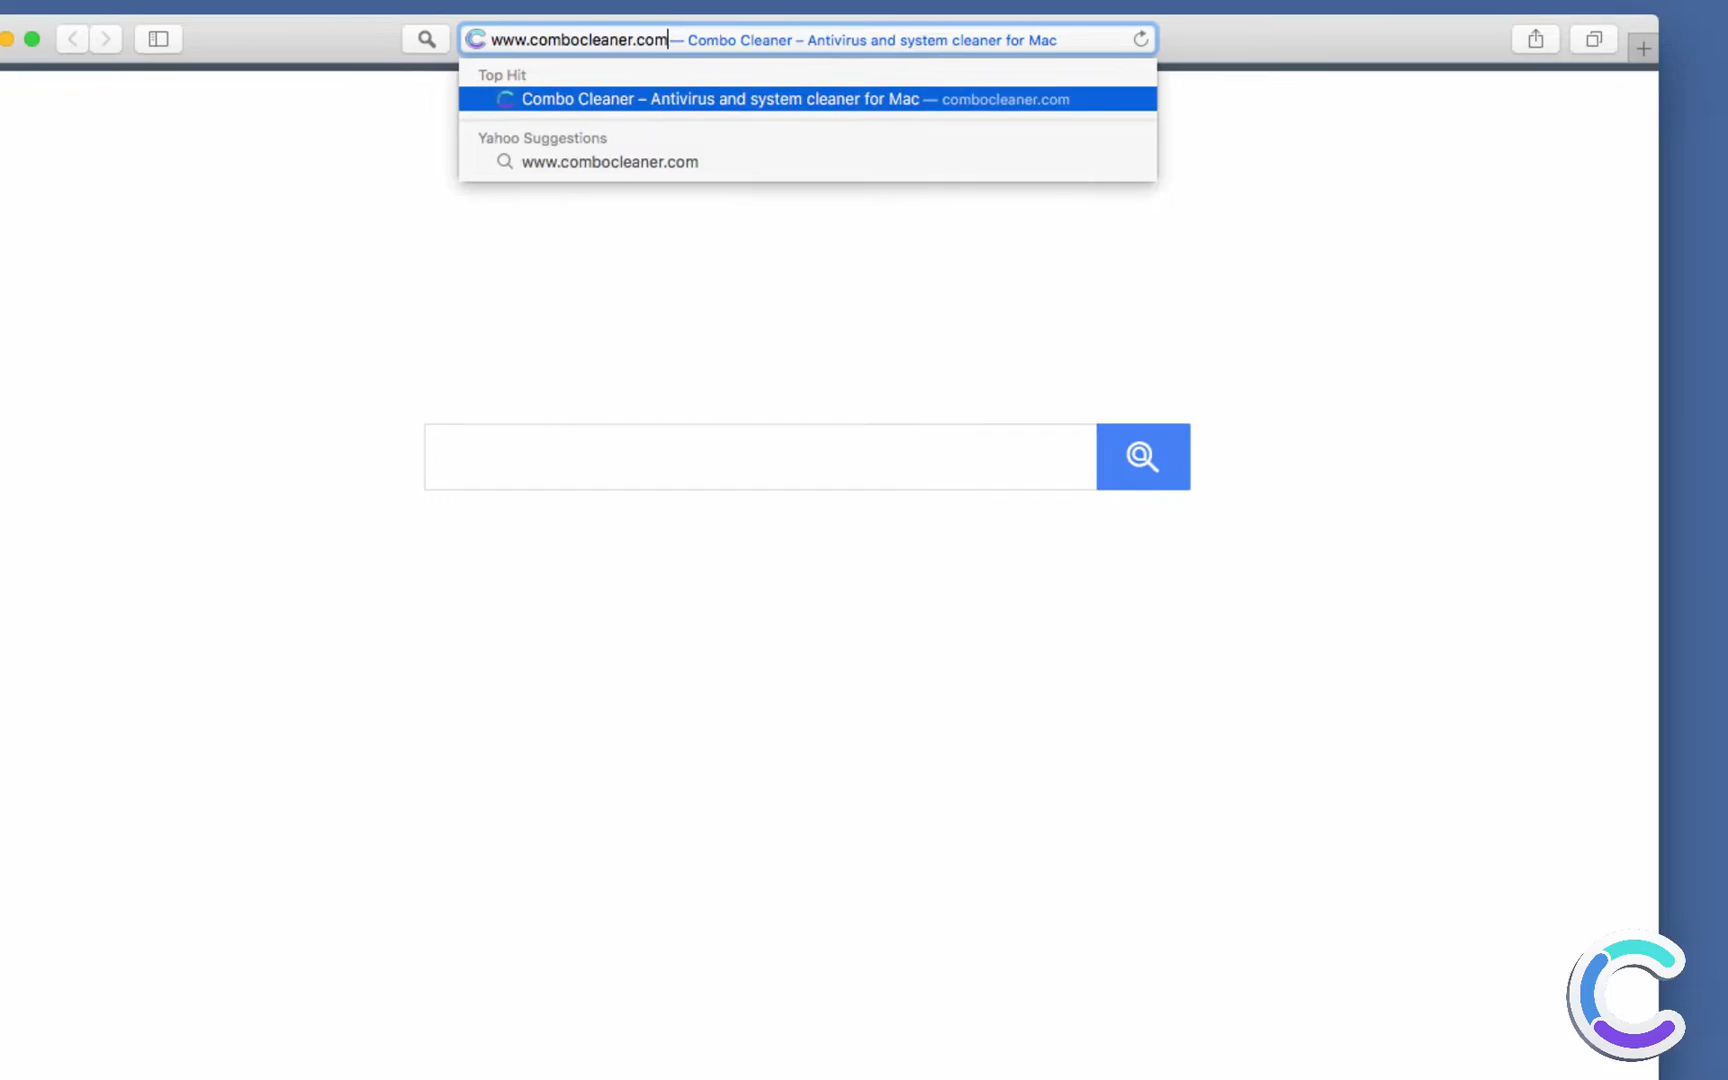 www.combocleaner.com — Combo Cleaner – Antivirus and system cleaner for Mac
Top Hit
Combo Cleaner – Antivirus and system cleaner for Mac — combocleaner.com
Yahoo Suggestions
www.combocleaner.com